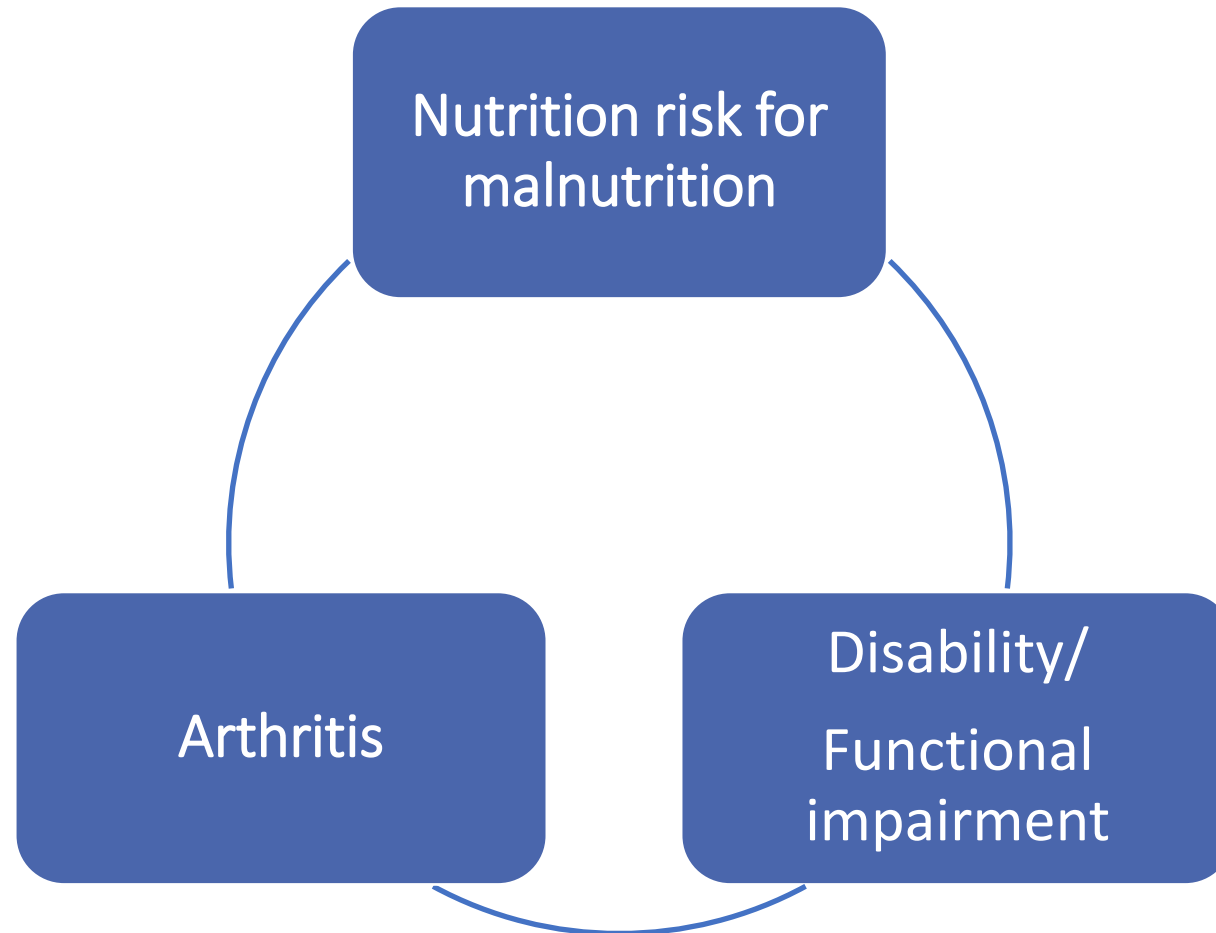 Nutrition risk for
malnutrition
Arthritis
Disability/
Functional
impairment